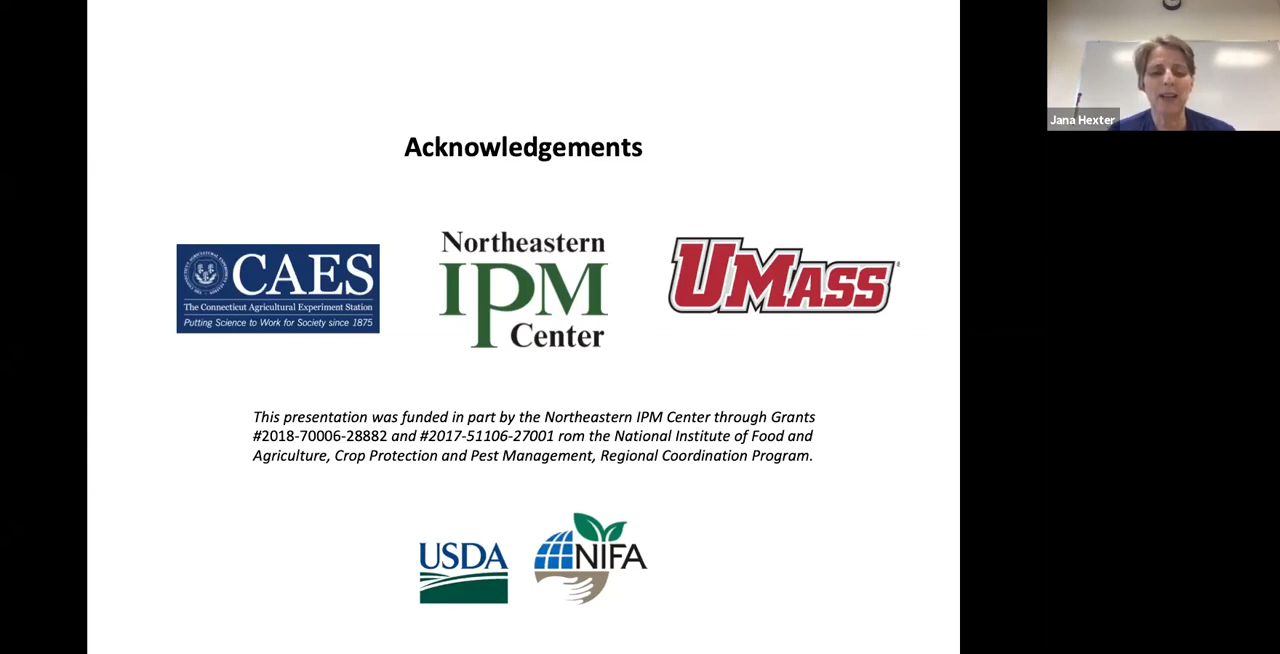 Acknowledgements
CAES
The Connecticut Agricultural Experiment Station
Putting Science to Work for Society since 1875
Northeastern
IPM
Center
UMASS
This presentation was funded in part by the Northeastern IPM Center through Grants
#2018-70006-28882 and #2017-51106-27001 rom the National Institute of Food and
Agriculture, Crop Protection and Pest Management, Regional Coordination Program.
USDA
NIFA
Jana Hexter